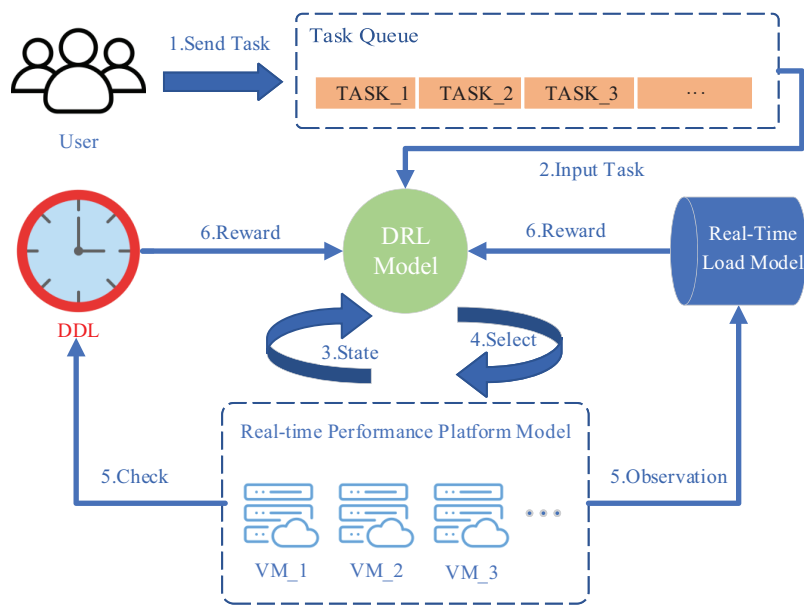 1.Send Task
Task Queue
TASK_1
TASK_2
TASK_3
...
User
2.Input Task
6.Reward
DRL
Model
6.Reward
Real-Time
Load Model
DDL
3.State
4.Select
Real-time Performance Platform Model
5.Check
5.Observation
VM_1
VM_2
VM_3